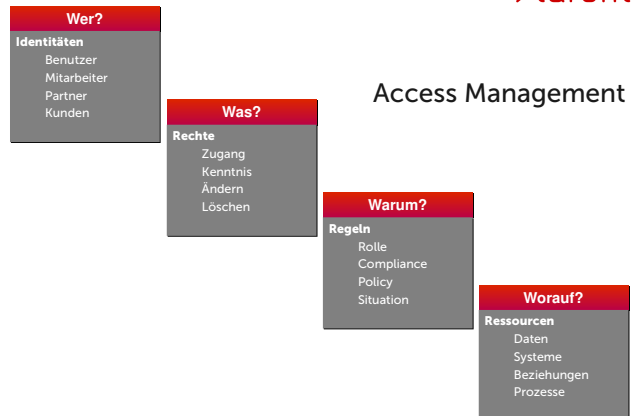 Wer?
Identitäten
Benutzer
Mitarbeiter
Partner
Kunden
Access Management
Was?
Rechte
Zugang
Kenntnis
Ändern
Löschen
Warum?
Regeln
Rolle
Compliance
Policy
Situation
Worauf?
Ressourcen
Daten
Systeme
Beziehungen
Prozesse